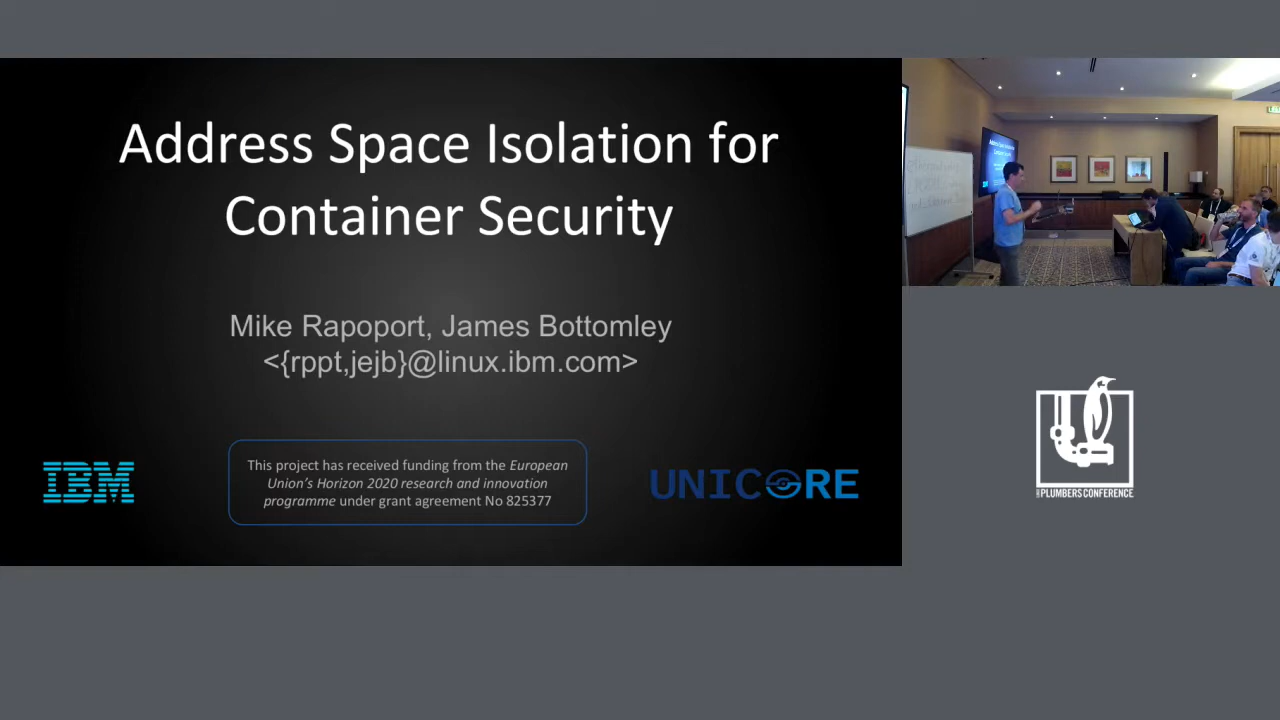 Address Space Isolation for
Container Security
Mike Rapoport, James Bottomley
<{rppt,jejb}@linux.ibm.com>
IBM
This project has received funding from the European
Union's Horizon 2020 research and innovation
programme under grant agreement No 825377
UNICORE
PLUMBERS CONFERENCE